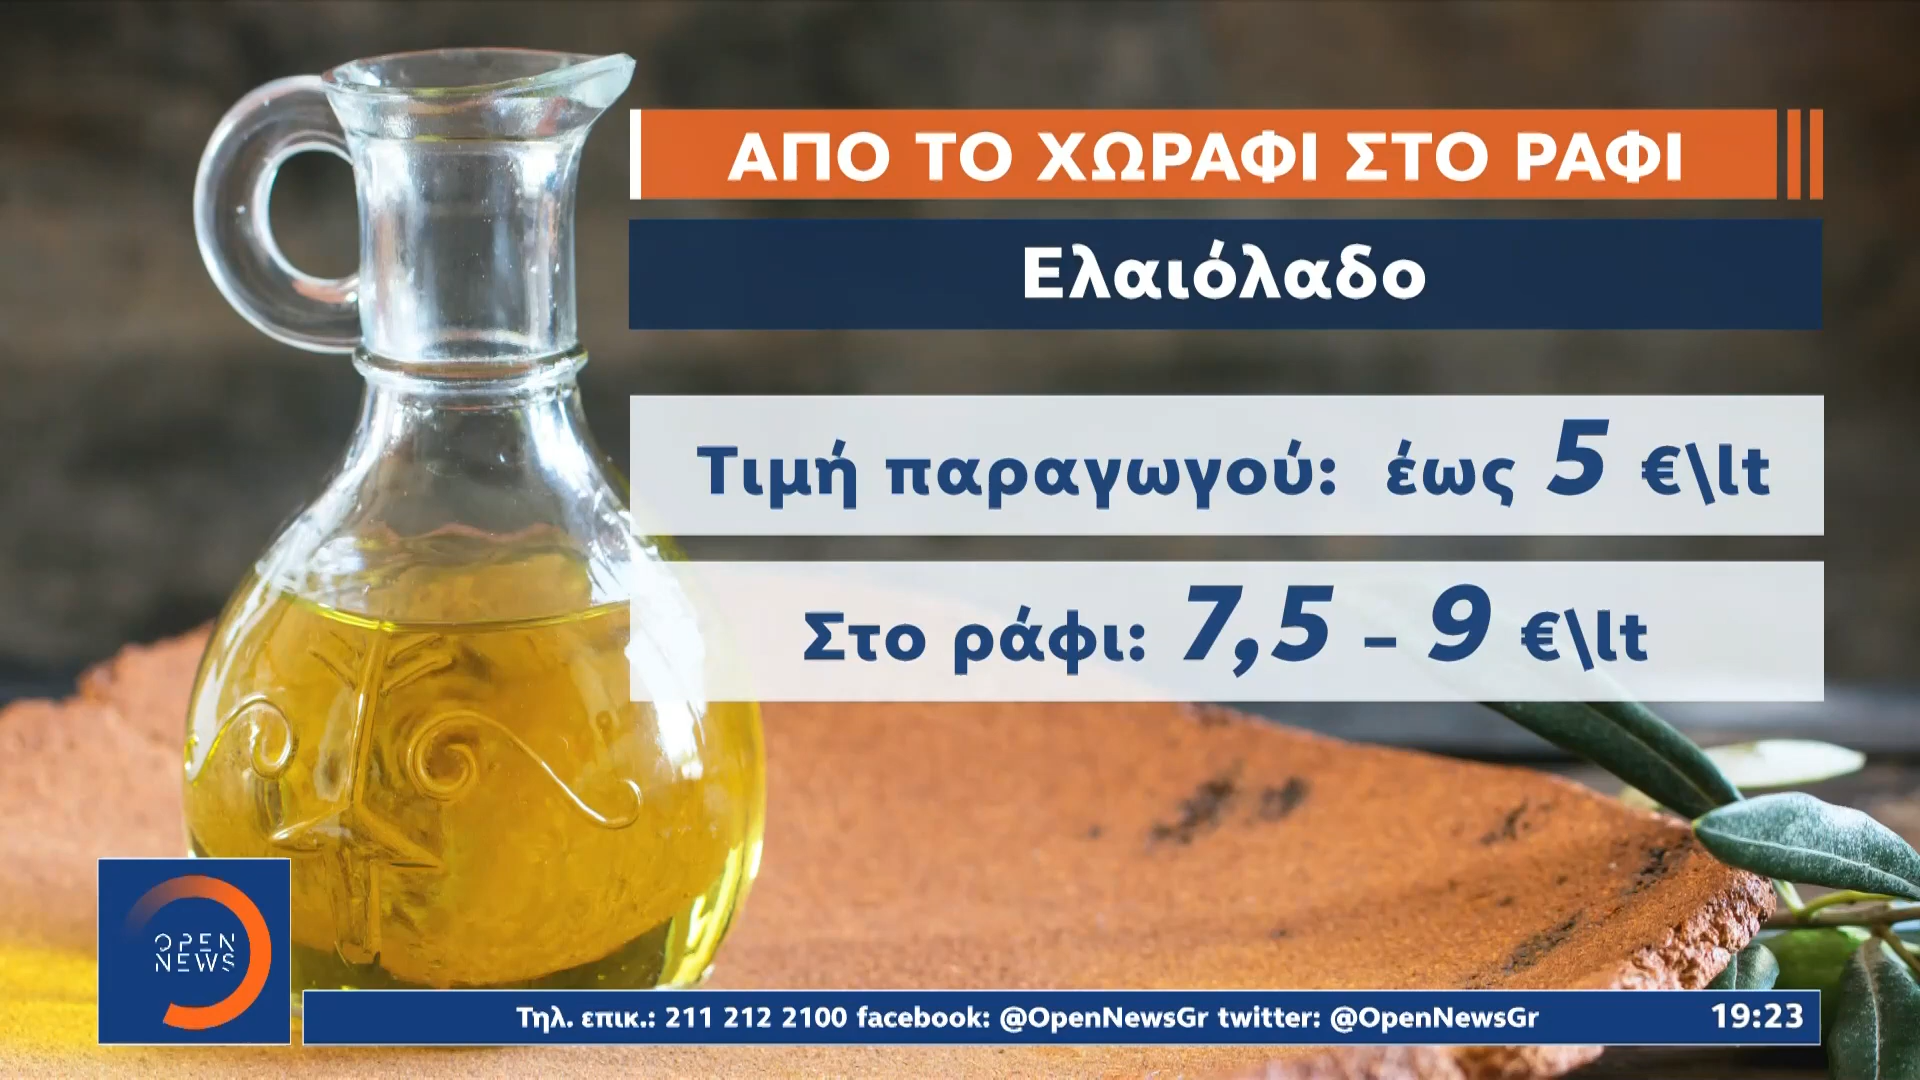 ΑΠΟ ΤΟ ΧΩΡΑΦΙ ΣΤΟ ΡΑΦΙ
Ελαιόλαδο
Τιμή παραγωγού: έως 5 €\lt
Στο ράφι: 7,5 – 9 €\lt
OPEN
NEWS
Τηλ. επικ.: 211 212 2100 facebook: @OpenNewsGr twitter: @OpenNewsGr 19:23